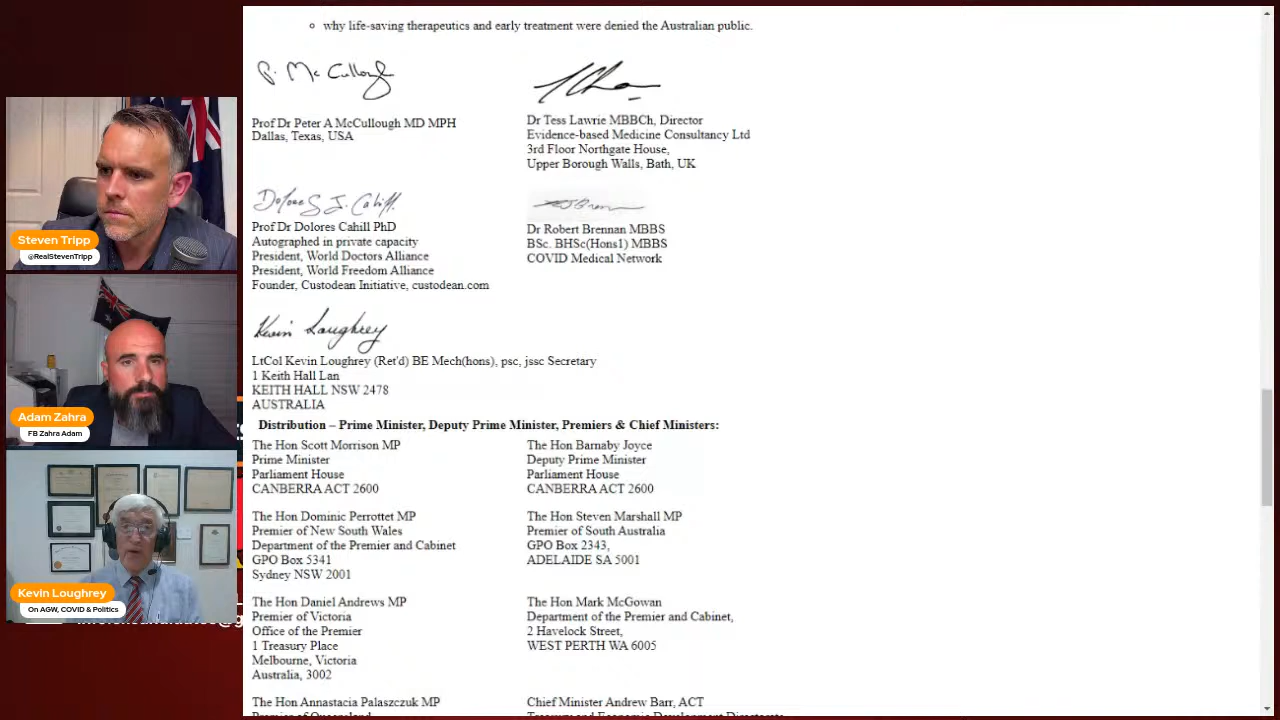 why life-saving therapeutics and early treatment were denied the Australian public.
P. McCullough
Prof Dr Peter A McCullough MD MPH
Dallas, Texas, USA
Dr Tess Lawrie MBBCh, Director
Evidence-based Medicine Consultancy Ltd
3rd Floor Northgate House,
Upper Borough Walls, Bath, UK
Dolores J. Cahill
Prof Dr Dolores Cahill PhD
Autographed in private capacity
President, World Doctors Alliance
President, World Freedom Alliance
Founder, Custodean Initiative, custodean.com
Dr Robert Brennan MBBS
BSc. BHSc(Hons1) MBBS
COVID Medical Network
Kevin Loughrey
LtCol Kevin Loughrey (Ret'd) BE Mech(hons), psc, jssc Secretary
1 Keith Hall Lan
KEITH HALL NSW 2478
AUSTRALIA
Distribution – Prime Minister, Deputy Prime Minister, Premiers & Chief Ministers:
The Hon Scott Morrison MP
Prime Minister
Parliament House
CANBERRA ACT 2600
The Hon Barnaby Joyce
Deputy Prime Minister
Parliament House
CANBERRA ACT 2600
The Hon Dominic Perrottet MP
Premier of New South Wales
Department of the Premier and Cabinet
GPO Box 5341
Sydney NSW 2001
The Hon Steven Marshall MP
Premier of South Australia
GPO Box 2343,
ADELAIDE SA 5001
The Hon Daniel Andrews MP
Premier of Victoria
Office of the Premier
1 Treasury Place
Melbourne, Victoria
Australia, 3002
The Hon Mark McGowan
Department of the Premier and Cabinet,
2 Havelock Street,
WEST PERTH WA 6005
The Hon Annastacia Palaszczuk MP
Premier of Queensland
Chief Minister Andrew Barr, ACT
Treasury and Economic Development Directorate
Steven Tripp
@RealStevenTripp
Adam Zahra
FB Zahra Adam
Kevin Loughrey
On AGW, COVID & Politics